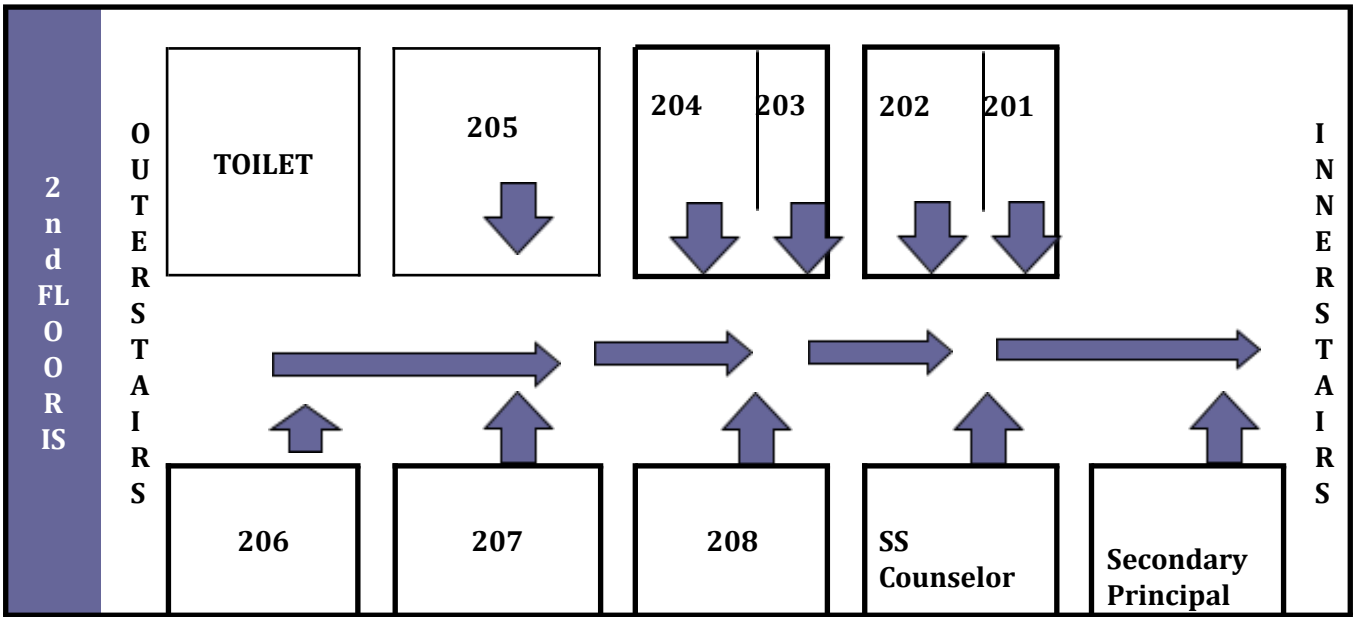 2
n
d
FL
O
O
R
IS
O
U
T
E
R
S
T
A
I
R
S
TOILET
205
204 203
202 201
206
207
208
SS
Counselor
Secondary
Principal
I
N
N
E
R
S
T
A
I
R
S